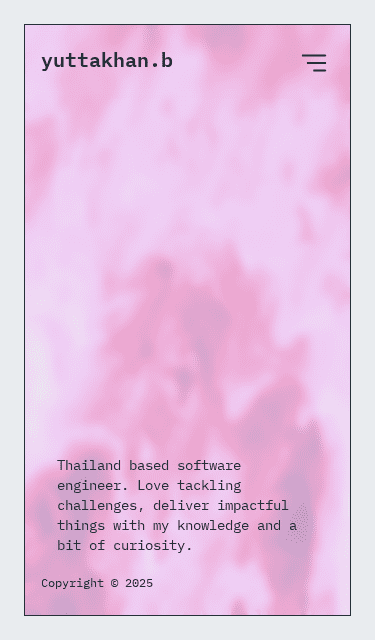 yuttakhan.b
Thailand based software
engineer. Love tackling
challenges, deliver impactful
things with my knowledge and a
bit of curiosity.
Copyright © 2025